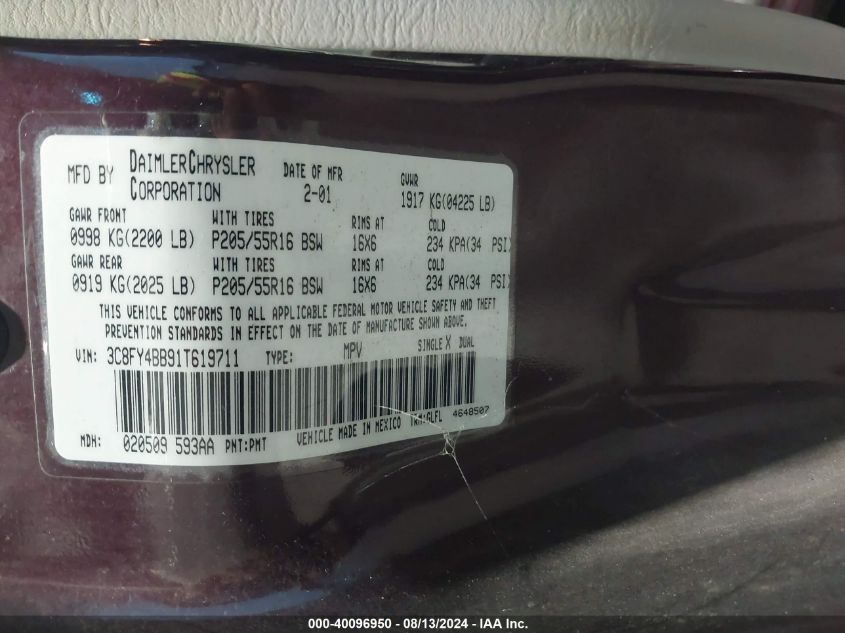 MFD BY DAIMLERCHRYSLER CORPORATION DATE OF MFR 2-01 GVWR 1917 KG(04225 LB)
GAWR FRONT WITH TIRES RIMS AT COLD
0998 KG(2200 LB) P205/55R16 BSW 16X6 234 KPA(34 PSI)
GAWR REAR WITH TIRES RIMS AT COLD
0919 KG(2025 LB) P205/55R16 BSW 16X6 234 KPA(34 PSI)
THIS VEHICLE CONFORMS TO ALL APPLICABLE FEDERAL MOTOR VEHICLE SAFETY AND THEFT
PREVENTION STANDARDS IN EFFECT ON THE DATE OF MANUFACTURE SHOWN ABOVE.
VIN: 3C8FY4BB91T619711 TYPE: MPV SINGLE X DUAL
MDH: 020509 593AA PNT:PMT VEHICLE MADE IN MEXICO TRM:GLFL 4648507
000-40096950 - 08/13/2024 - IAAI.COM.